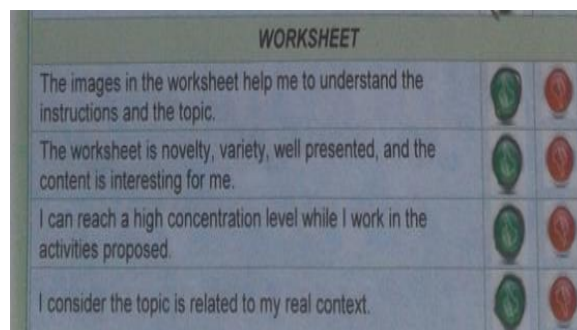 WORKSHEET
The images in the worksheet help me to understand the
instructions and the topic.
The worksheet is novelty, variety, well presented, and the
content is interesting for me.
I can reach a high concentration level while I work in the
activities proposed.
I consider the topic is related to my real context.